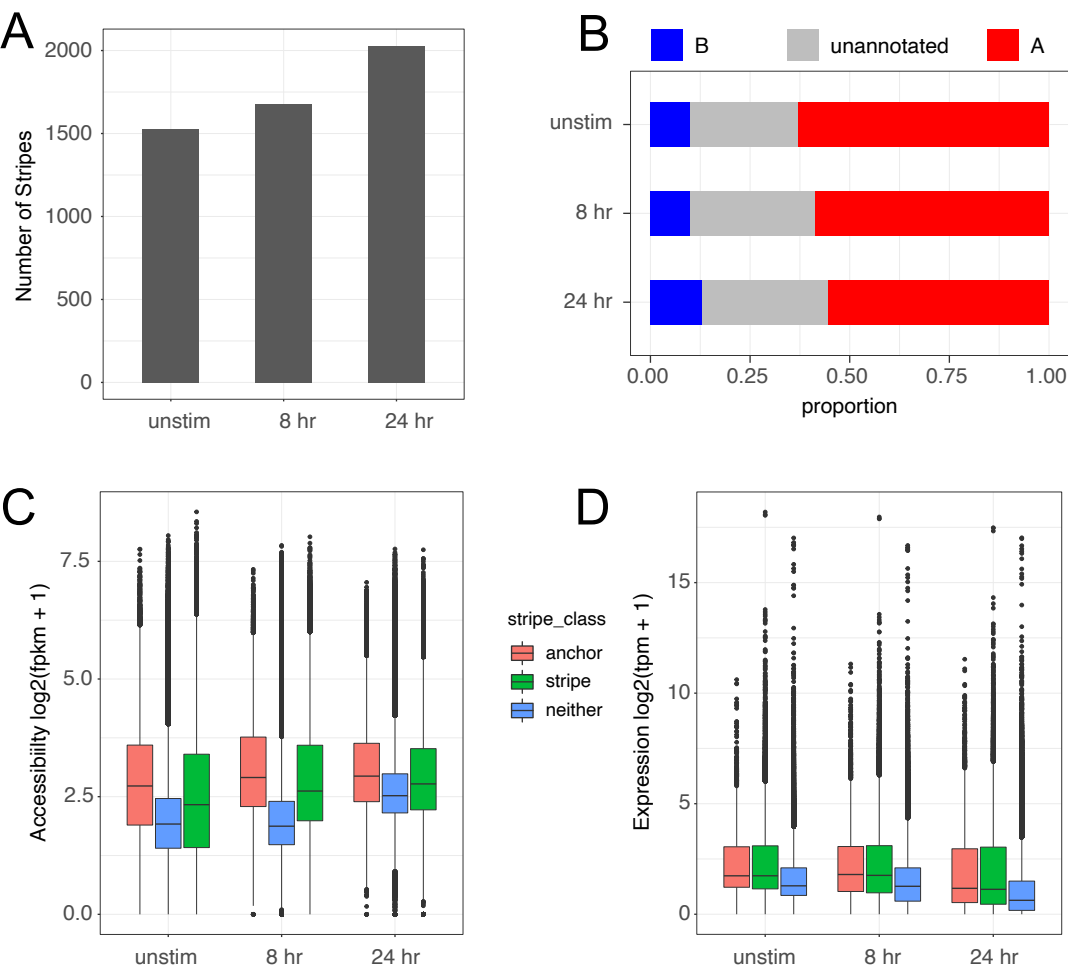 A
Number of Stripes
2000
1500
1000
500
0
unstim
8 hr
24 hr
B
B
unannotated
A
unstim
8 hr
24 hr
0.00
0.25
0.50
0.75
1.00
proportion
C
Accessibility log2(fpkm + 1)
7.5
5.0
2.5
0.0
unstim
8 hr
24 hr
stripe_class
anchor
stripe
neither
D
Expression log2(tpm + 1)
15
10
5
0
unstim
8 hr
24 hr